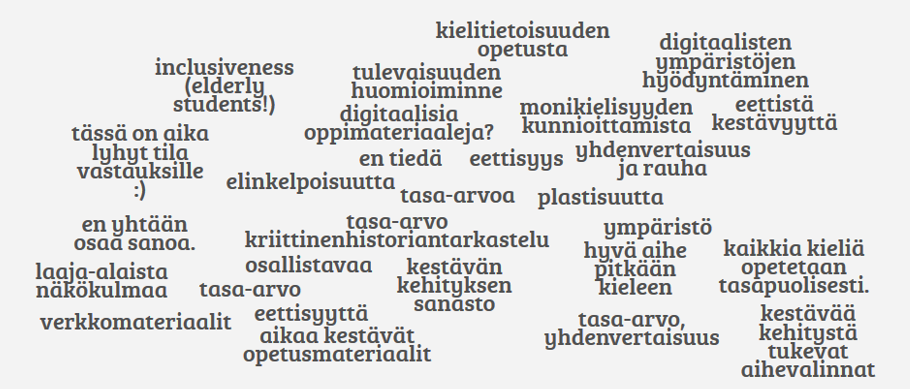 kielitietoisuuden
opetusta
digitaalisten
ympäristöjen
hyödyntäminen
inclusiveness
(elderly
students!)
tulevaisuuden
huomioiminne
digitaalisia
oppimateriaaleja?
monikielisyyden
kunnioittamista
eettistä
kestävyyttä
tässä on aika
lyhyt tila
vastauksille
:)
en tiedä
eettisyys
yhdenvertaisuus
ja rauha
elinkelpoisuutta
tasa-arvoa
plastisuutta
en yhtään
osaa sanoa.
tasa-arvo
kriittinenhistoriantarkastelu
ympäristö
hyvä aihe
pitkään
kieleen
kaikkia kieliä
opetetaan
tasapuolisesti.
laaja-alaista
näkökulmaa
osallistavaa
tasa-arvo
kestävän
kehityksen
sanasto
verkkomateriaalit
eettisyyttä
aikaa kestävät
opetusmateriaalit
tasa-arvo,
yhdenvertaisuus
kestävää
kehitystä
tukevat
aihevalinnat